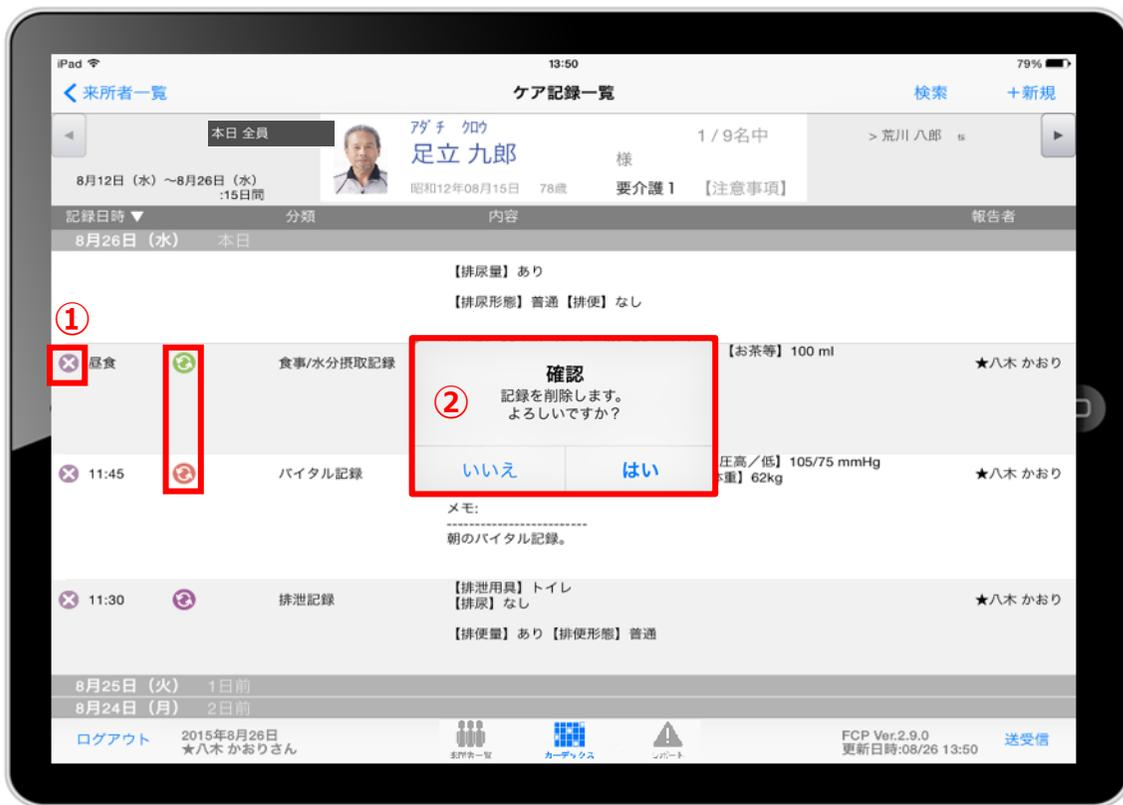 iPad 13:50 79%
来所者一覧 ケア記録一覧 検索 +新規
本日 全員
アダチ クロウ
足立 九郎 様
1 / 9名中
> 荒川 八郎 様
8月12日（水）～8月26日（水）
:15日間
昭和12年08月15日 78歳 要介護1 【注意事項】
記録日時▼ 分類 内容 報告者
8月26日（水） 本日
【排尿量】あり
【排尿形態】普通【排便】なし
①
昼食 食事/水分摂取記録 【お茶等】100 ml ★八木 かおり
②
確認
記録を削除します。
よろしいですか？
いいえ はい
11:45 バイタル記録 圧高／低】105/75 mmHg ★八木 かおり
重】62kg
メモ:
-------------------------
朝のバイタル記録。
11:30 排泄記録 【排泄用具】トイレ ★八木 かおり
【排尿】なし
【排便量】あり【排便形態】普通
8月25日（火） 1日前
8月24日（月） 2日前
ログアウト 2015年8月26日
★八木 かおりさん
来所者一覧 カーデックス レポート
FCP Ver.2.9.0
更新日時:08/26 13:50
送受信